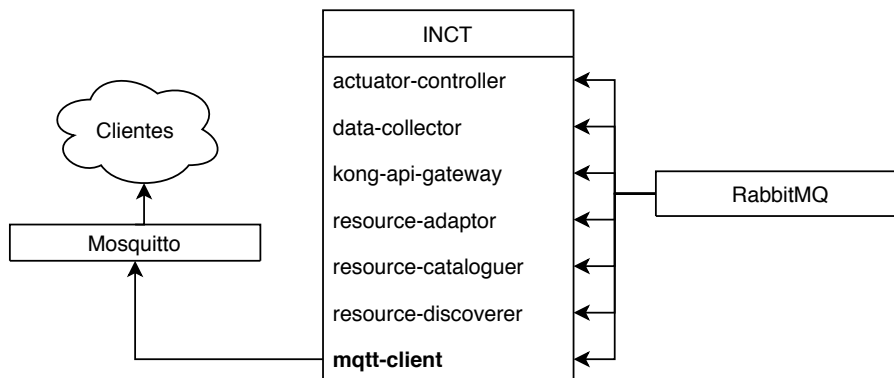 INCT
actuator-controller
data-collector
kong-api-gateway
resource-adaptor
resource-cataloguer
resource-discoverer
mqtt-client
Clientes
Mosquitto
RabbitMQ